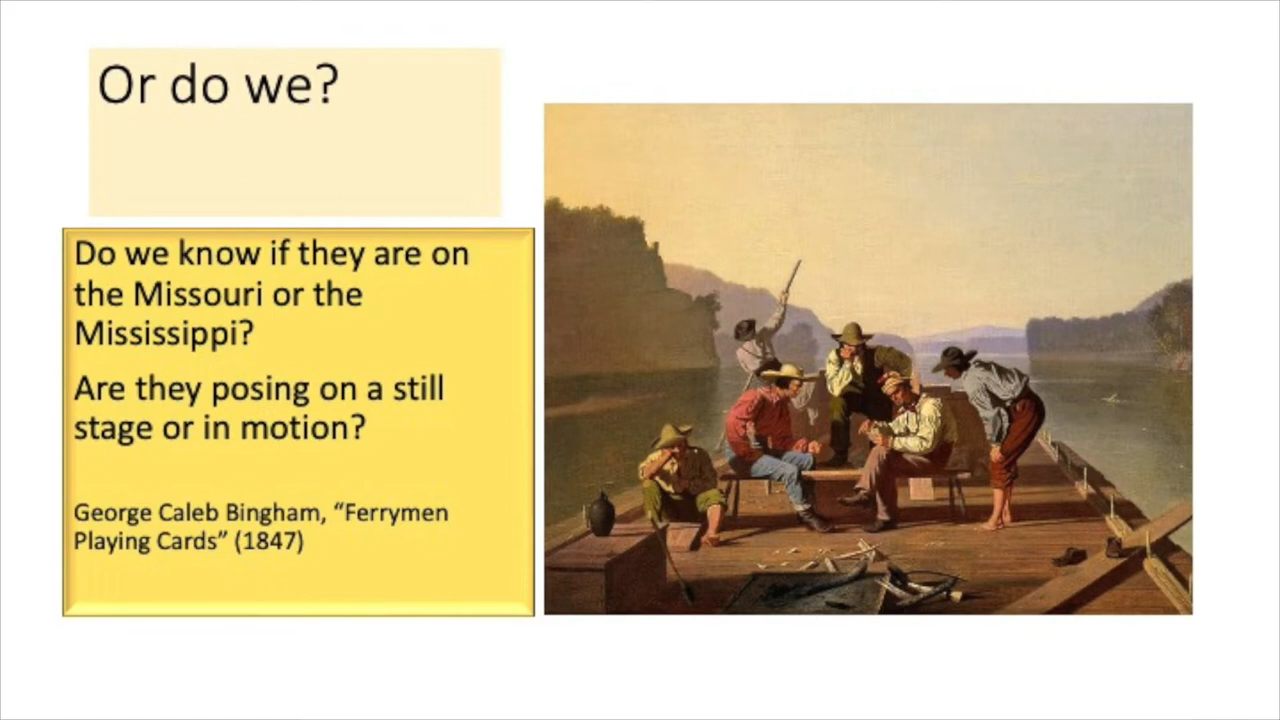 Or do we?
Do we know if they are on
the Missouri or the
Mississippi?
Are they posing on a still
stage or in motion?
George Caleb Bingham, “Ferrymen
Playing Cards” (1847)